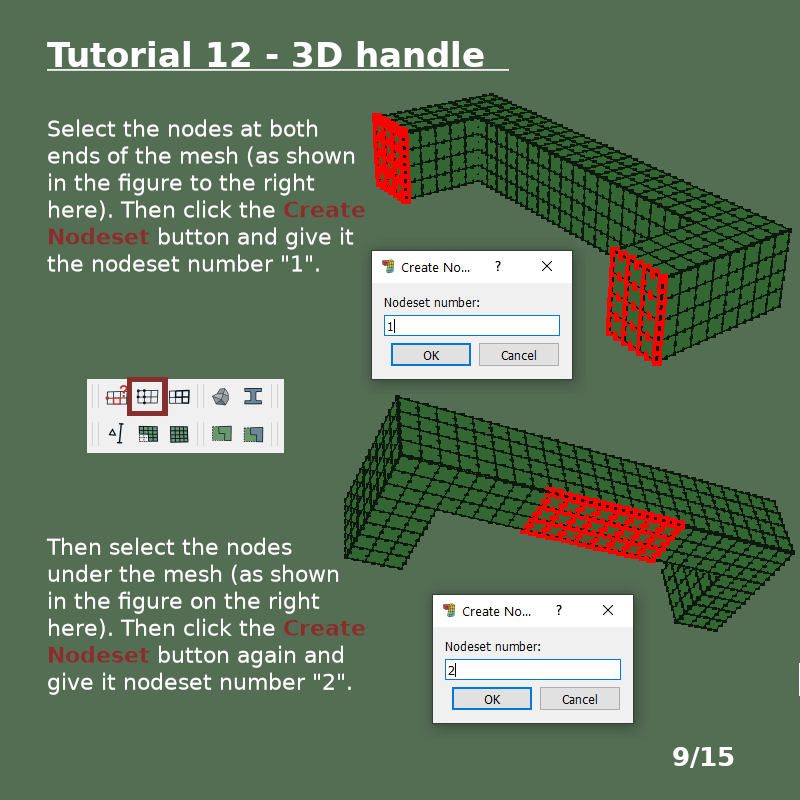 Tutorial 12 - 3D handle
Select the nodes at both
ends of the mesh (as shown
in the figure to the right
here). Then click the Create
Nodeset button and give it
the nodeset number "1".
Create No... ?
Nodeset number:
1
OK Cancel
?
Then select the nodes
under the mesh (as shown
in the figure on the right
here). Then click the Create
Nodeset button again and
give it nodeset number "2".
Create No... ?
Nodeset number:
2
OK Cancel
9/15